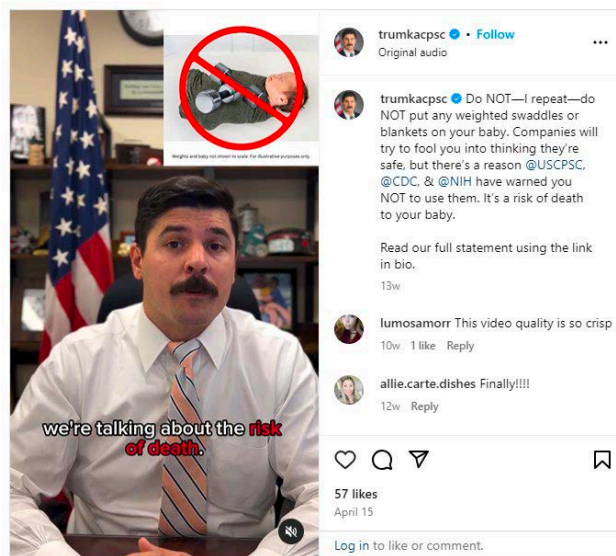 Weights and baby not shown to scale. For illustrative purposes only.
we're talking about the risk
of death.
trumkacpsc • Follow
Original audio
trumkacpsc Do NOT—I repeat—do
NOT put any weighted swaddles or
blankets on your baby. Companies will
try to fool you into thinking they're
safe, but there's a reason @USCPSC,
@CDC, & @NIH have warned you
NOT to use them. It's a risk of death
to your baby.
Read our full statement using the link
in bio.
13w
lumosamorr This video quality is so crisp
10w 1 like Reply
allie.carte.dishes Finally!!!!
12w Reply
57 likes
April 15
Log in to like or comment.